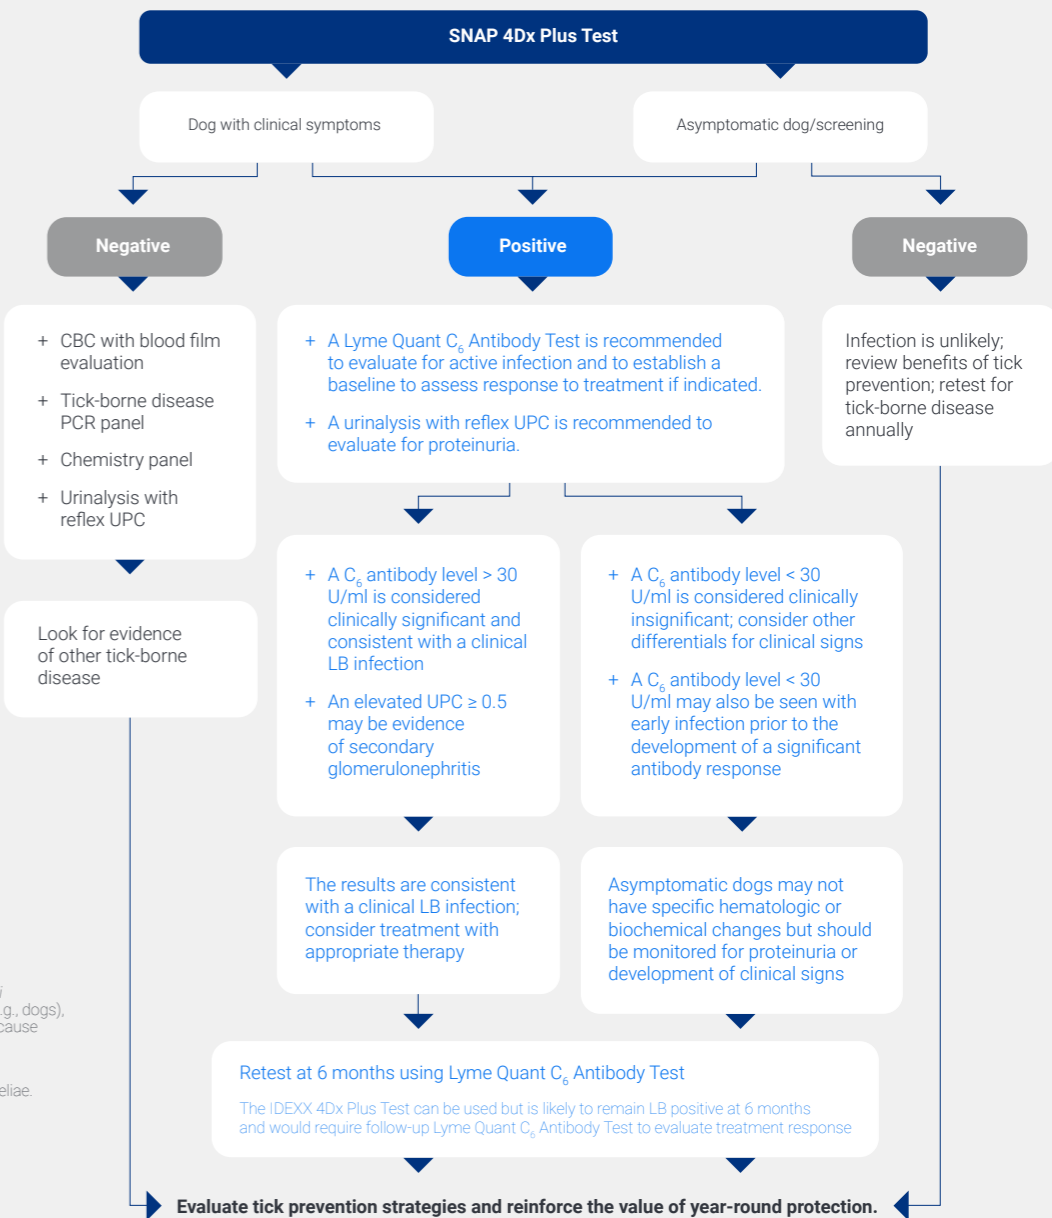 SNAP 4Dx Plus Test
Dog with clinical symptoms
Asymptomatic dog/screening
Negative
Positive
Negative
+ CBC with blood film
evaluation
+ Tick-borne disease
PCR panel
+ Chemistry panel
+ Urinalysis with
reflex UPC
+ A Lyme Quant C₆ Antibody Test is recommended
to evaluate for active infection and to establish a
baseline to assess response to treatment if indicated.
+ A urinalysis with reflex UPC is recommended to
evaluate for proteinuria.
Infection is unlikely;
review benefits of tick
prevention; retest for
tick-borne disease
annually
Look for evidence
of other tick-borne
disease
+ A C₆ antibody level > 30
U/ml is considered
clinically significant and
consistent with a clinical
LB infection
+ An elevated UPC ≥ 0.5
may be evidence
of secondary
glomerulonephritis
+ A C₆ antibody level < 30
U/ml is considered clinically
insignificant; consider other
differentials for clinical signs
+ A C₆ antibody level < 30
U/ml may also be seen with
early infection prior to the
development of a significant
antibody response
The results are consistent
with a clinical LB infection;
consider treatment with
appropriate therapy
Asymptomatic dogs may not
have specific hematologic or
biochemical changes but should
be monitored for proteinuria or
development of clinical signs
i
.g., dogs),
cause
eliae.
Retest at 6 months using Lyme Quant C₆ Antibody Test
The IDEXX 4Dx Plus Test can be used but is likely to remain LB positive at 6 months
and would require follow-up Lyme Quant C₆ Antibody Test to evaluate treatment response
Evaluate tick prevention strategies and reinforce the value of year-round protection.